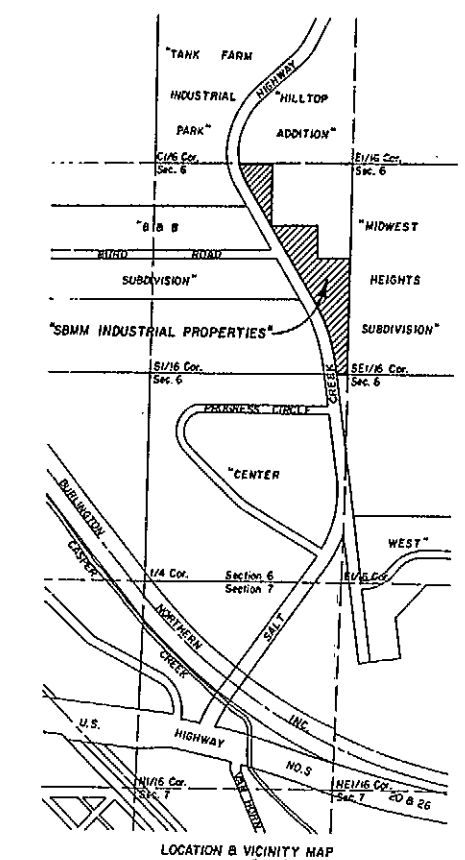 "TANK FARM
INDUSTRIAL
PARK"
HIGHWAY
"HILLTOP
ADDITION"
C1/16 Cor.
Sec. 6
E1/16 Cor.
Sec. 6
"B & B
BURD ROAD
SUBDIVISION"
"MIDWEST
HEIGHTS
SUBDIVISION"
"SBMM INDUSTRIAL PROPERTIES"
S1/16 Cor.
Sec. 6
CREEK
SE1/16 Cor.
Sec. 6
PROGRESS CIRCLE
"CENTER
WEST"
BURLINGTON
NORTHERN
INC.
CASPER
CREEK
1/4 Cor.
Section 6
Section 7
E1/16 Cor.
SALT
U.S.
HIGHWAY
NO.S
20 & 26
N1/16 Cor.
Sec. 7
VAN HORN
NE1/16 Cor.
Sec. 7
LOCATION & VICINITY MAP